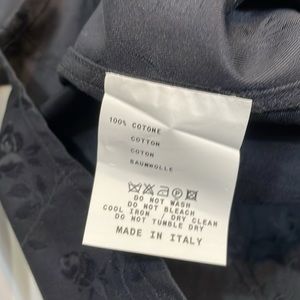 100% COTONE
COTTON
COTON
BAUMWOLLE
DO NOT WASH
DO NOT BLEACH
COOL IRON / DRY CLEAN
DO NOT TUMBLE DRY
MADE IN ITALY